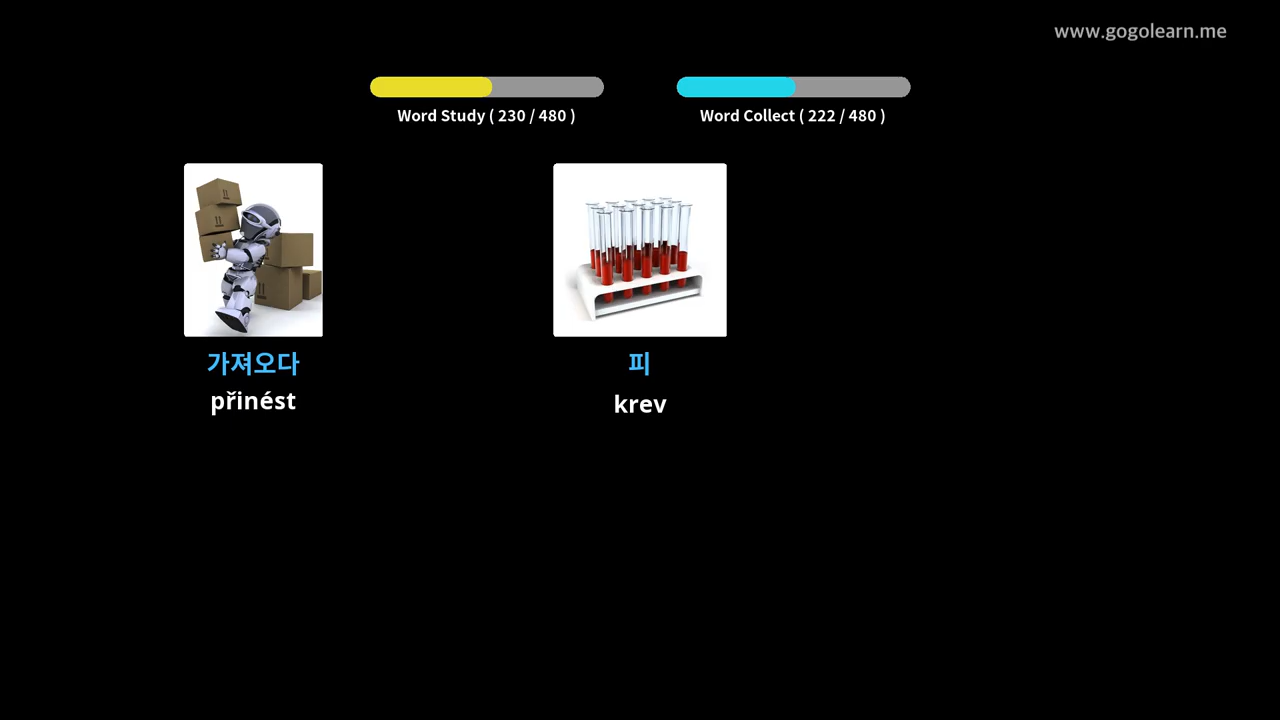 www.gogolearn.me
Word Study ( 230 / 480 )
Word Collect ( 222 / 480 )
가져오다
přinést
피
krev